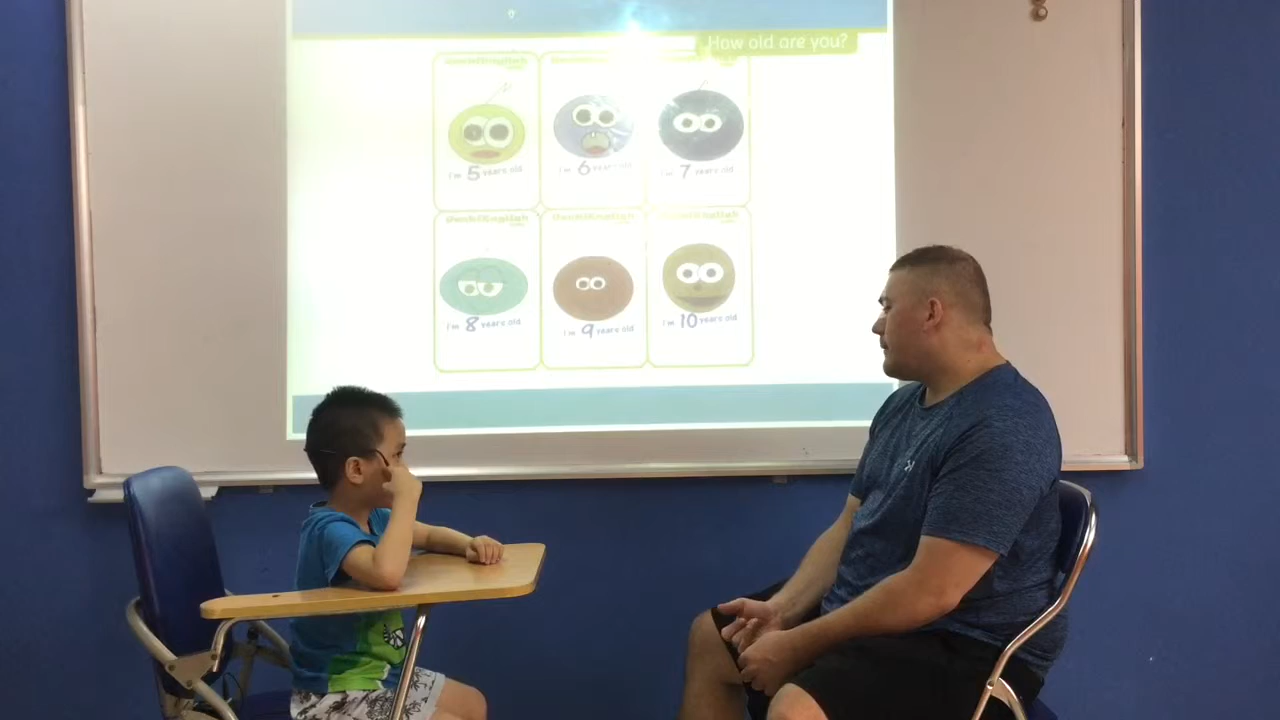 How old are you?
I'm 5 years old
I'm 6 years old
I'm 7 years old
I'm 8 years old
I'm 9 years old
I'm 10 years old